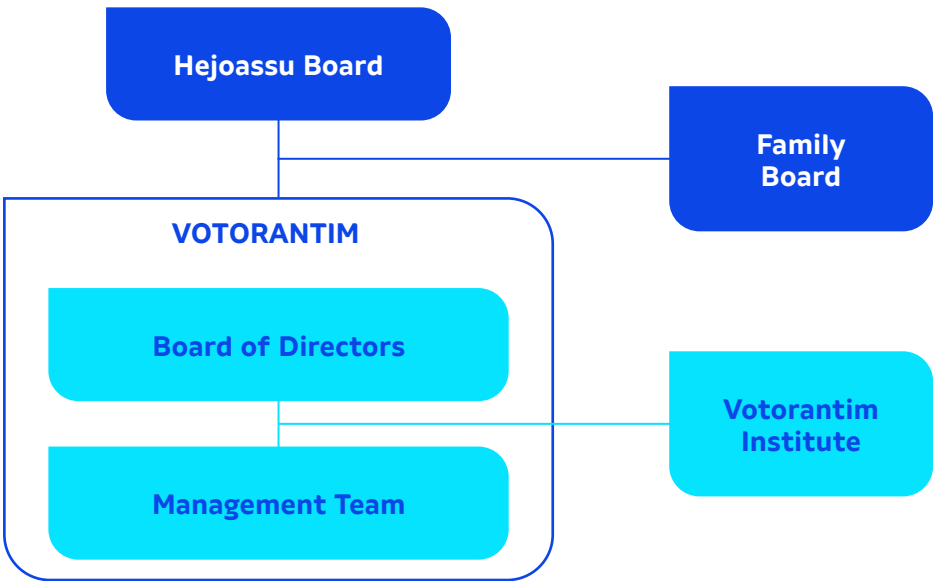 Hejoassu Board
Family
Board
VOTORANTIM
Board of Directors
Votorantim
Institute
Management Team